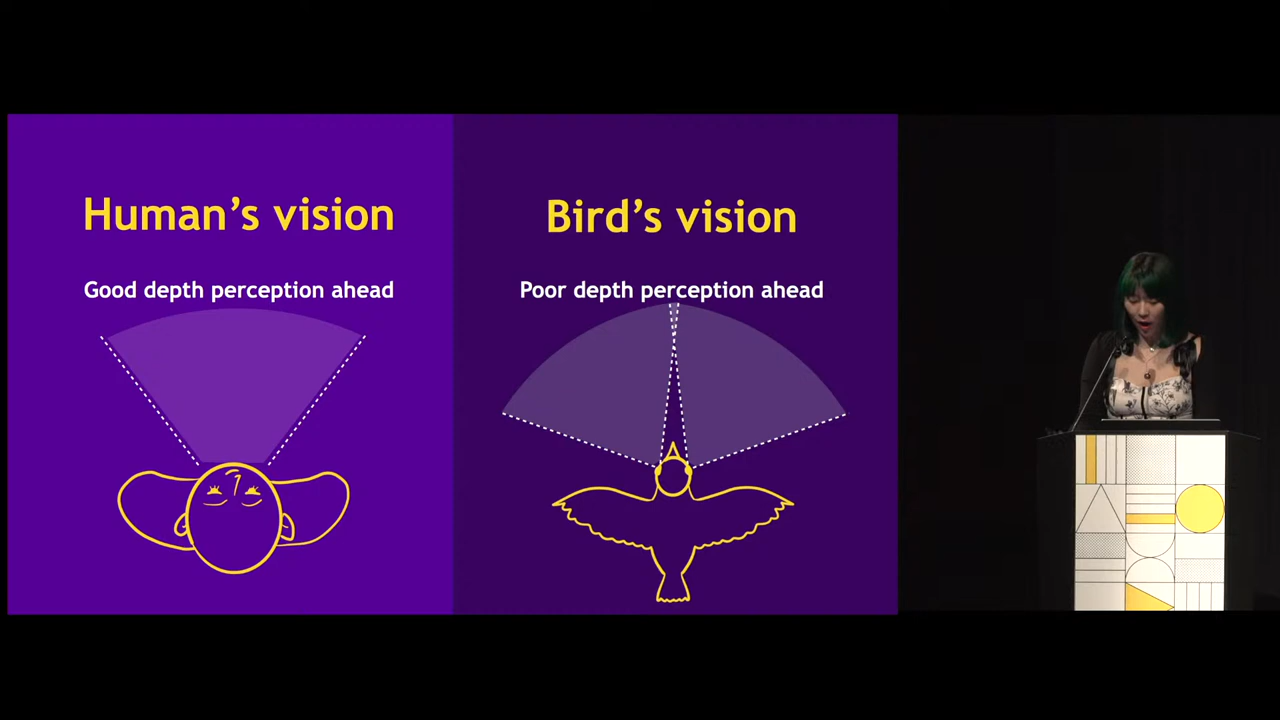 Human’s vision
Good depth perception ahead
Bird’s vision
Poor depth perception ahead